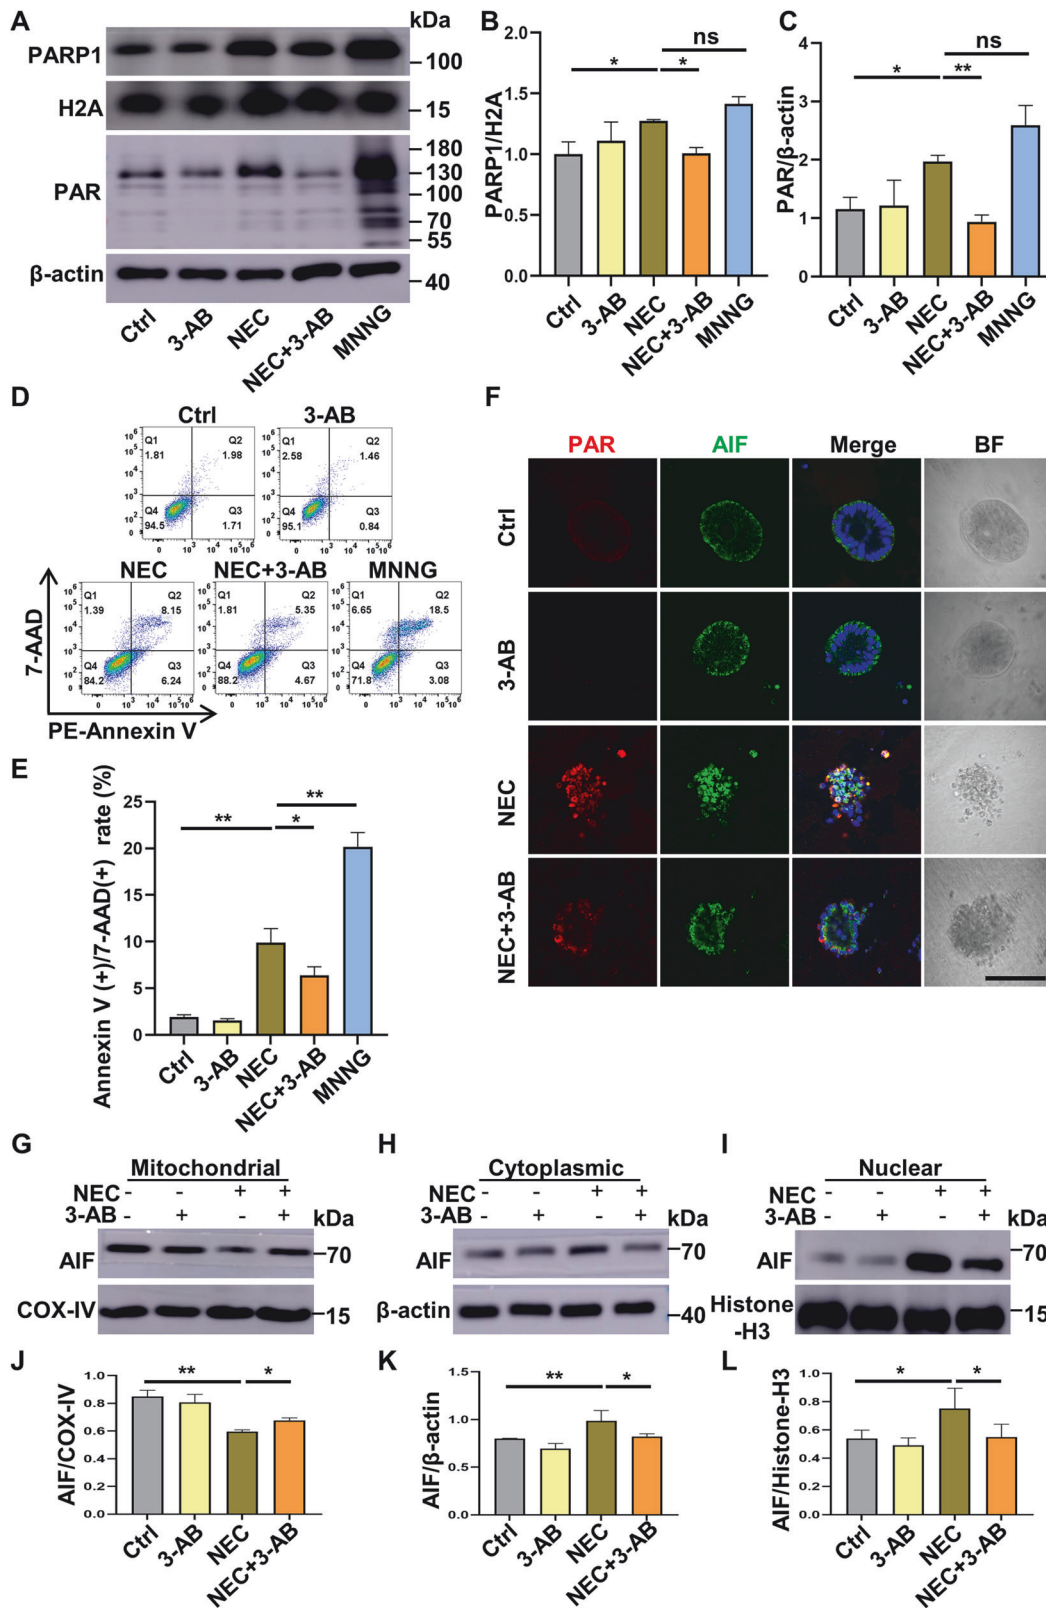 A
kDa
PARP1
100
H2A
15
PAR
180
130
100
70
55
β-actin
40
Ctrl
3-AB
NEC
NEC+3-AB
MNNG
B
PARP1/H2A
2.0
1.5
1.0
0.5
0.0
*
*
ns
Ctrl
3-AB
NEC
NEC+3-AB
MNNG
C
PAR/β-actin
4
3
2
1
0
*
**
ns
Ctrl
3-AB
NEC
NEC+3-AB
MNNG
D
Ctrl
Q1
1.81
Q2
1.98
Q4
94.5
Q3
1.71
3-AB
Q1
2.58
Q2
1.46
Q4
95.1
Q3
0.84
NEC
Q1
1.39
Q2
8.15
Q4
84.2
Q3
6.24
NEC+3-AB
Q1
1.81
Q2
5.35
Q4
88.2
Q3
4.67
MNNG
Q1
6.65
Q2
18.5
Q4
71.8
Q3
3.08
7-AAD
PE-Annexin V
E
Annexin V (+)/7-AAD(+) rate (%)
25
20
15
10
5
0
**
*
**
Ctrl
3-AB
NEC
NEC+3-AB
MNNG
F
PAR
AIF
Merge
BF
Ctrl
3-AB
NEC
NEC+3-AB
G
Mitochondrial
NEC - - + +
3-AB - + - +
kDa
AIF
70
COX-IV
15
H
Cytoplasmic
NEC - - + +
3-AB - + - +
kDa
AIF
70
β-actin
40
I
Nuclear
NEC - - + +
3-AB - + - +
kDa
AIF
70
Histone
-H3
15
J
AIF/COX-IV
1.0
0.8
0.6
0.4
0.2
0.0
**
*
Ctrl
3-AB
NEC
NEC+3-AB
K
AIF/β-actin
1.5
1.0
0.5
0.0
**
*
Ctrl
3-AB
NEC
NEC+3-AB
L
AIF/Histone-H3
1.0
0.8
0.6
0.4
0.2
0.0
*
*
Ctrl
3-AB
NEC
NEC+3-AB